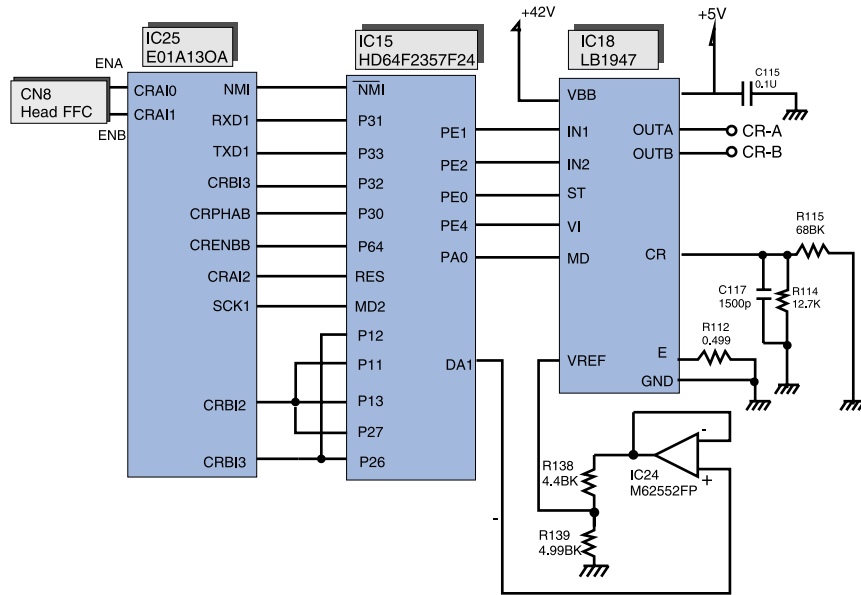 +42V
+5V
IC25
E01A13OA
IC15
HD64F2357F24
IC18
LB1947
C115
0.1U
ENA
CN8
Head FFC
ENB
CRAI0
CRAI1
NMI
RXD1
TXD1
CRBI3
CRPHAB
CRENBB
CRAI2
SCK1
CRBI2
CRBI3
NMI
P31
P33
P32
P30
P64
RES
MD2
P12
P11
P13
P27
P26
PE1
PE2
PE0
PE4
PA0
DA1
VBB
IN1
IN2
ST
VI
MD
VREF
OUTA
OUTB
CR
E
GND
CR-A
CR-B
R115
68BK
C117
1500p
R114
12.7K
R112
0.499
R138
4.4BK
R139
4.99BK
-
+
IC24
M62552FP
-